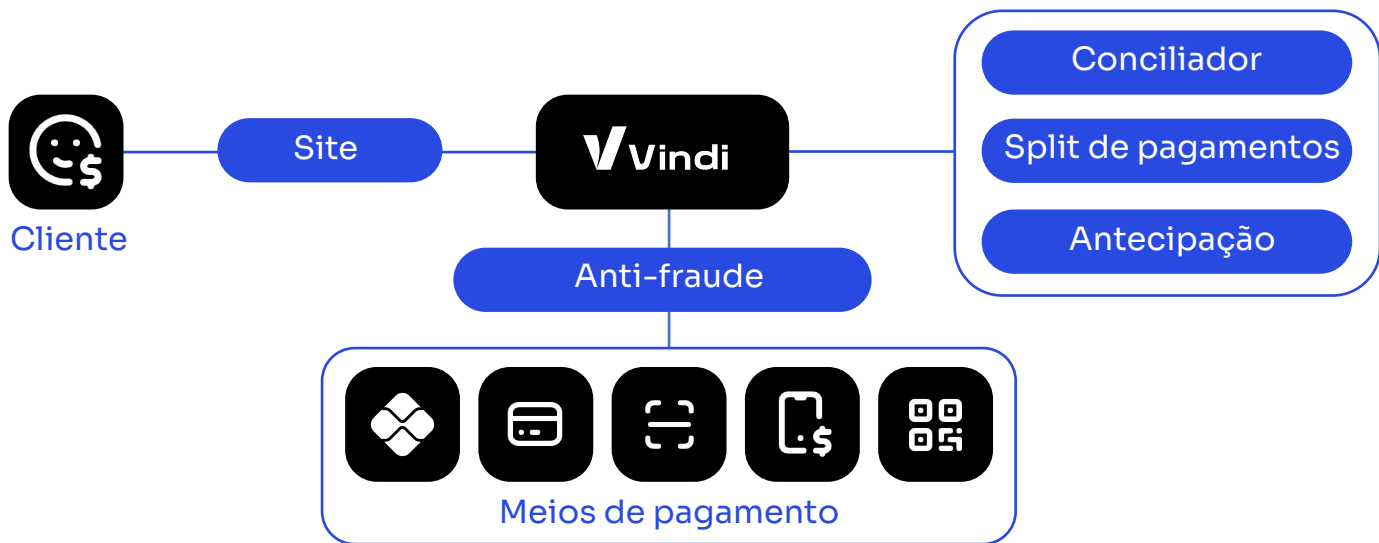 Conciliador
Site
Vindi
Split de pagamentos
Cliente
Antecipação
Anti-fraude
Meios de pagamento